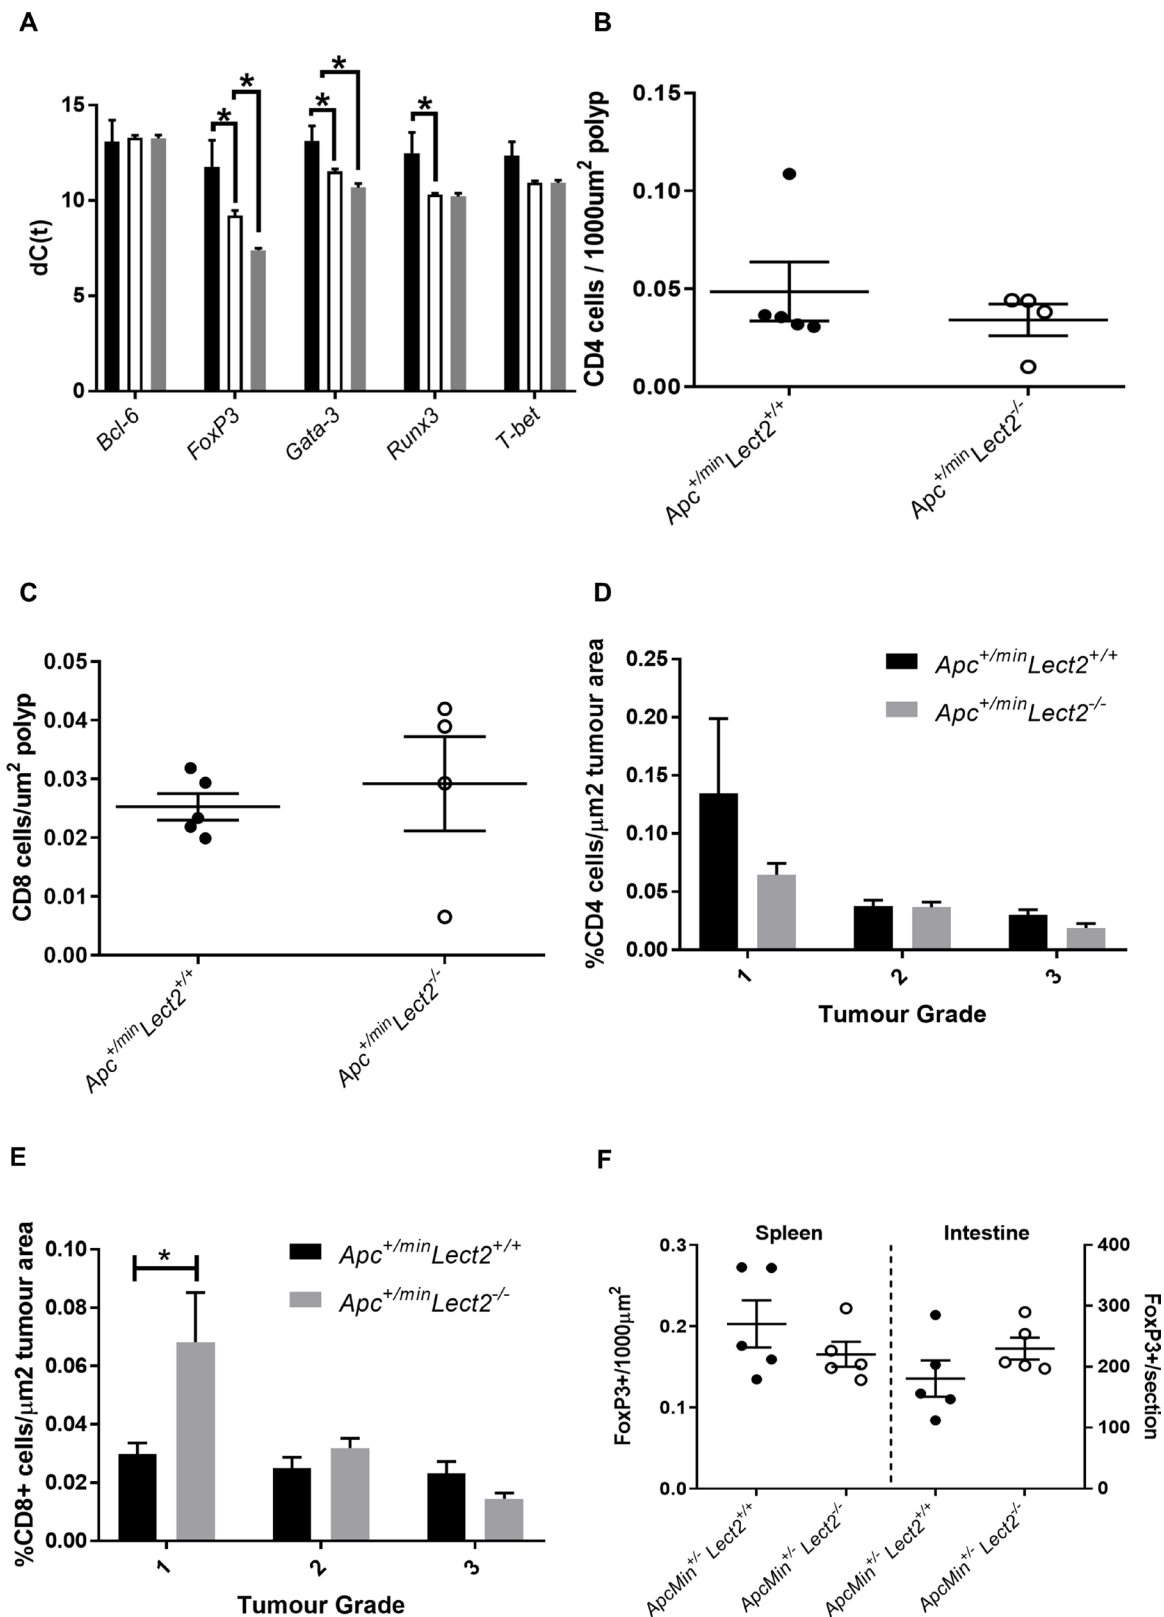 A
dC(t)
15
10
5
0
*
*
*
*
*
Bcl-6
FoxP3
Gata-3
Runx3
T-bet
B
CD4 cells / 1000um² polyp
0.15
0.10
0.05
0.00
Apc⁺/ᵐⁱⁿLect2⁺/⁺
Apc⁺/ᵐⁱⁿLect2⁻/⁻
C
CD8 cells/um² polyp
0.05
0.04
0.03
0.02
0.01
0.00
Apc⁺/ᵐⁱⁿLect2⁺/⁺
Apc⁺/ᵐⁱⁿLect2⁻/⁻
D
%CD4 cells/μm2 tumour area
0.25
0.20
0.15
0.10
0.05
0.00
Apc⁺/ᵐⁱⁿLect2⁺/⁺
Apc⁺/ᵐⁱⁿLect2⁻/⁻
1
2
3
Tumour Grade
E
%CD8+ cells/μm2 tumour area
0.10
0.08
0.06
0.04
0.02
0.00
*
Apc⁺/ᵐⁱⁿLect2⁺/⁺
Apc⁺/ᵐⁱⁿLect2⁻/⁻
1
2
3
Tumour Grade
F
Spleen
Intestine
FoxP3+/1000μm²
0.3
0.2
0.1
0.0
400
300
200
100
0
FoxP3+/section
ApcMin⁺/⁻ Lect2⁺/⁺
ApcMin⁺/⁻ Lect2⁻/⁻
ApcMin⁺/⁻ Lect2⁺/⁺
ApcMin⁺/⁻ Lect2⁻/⁻